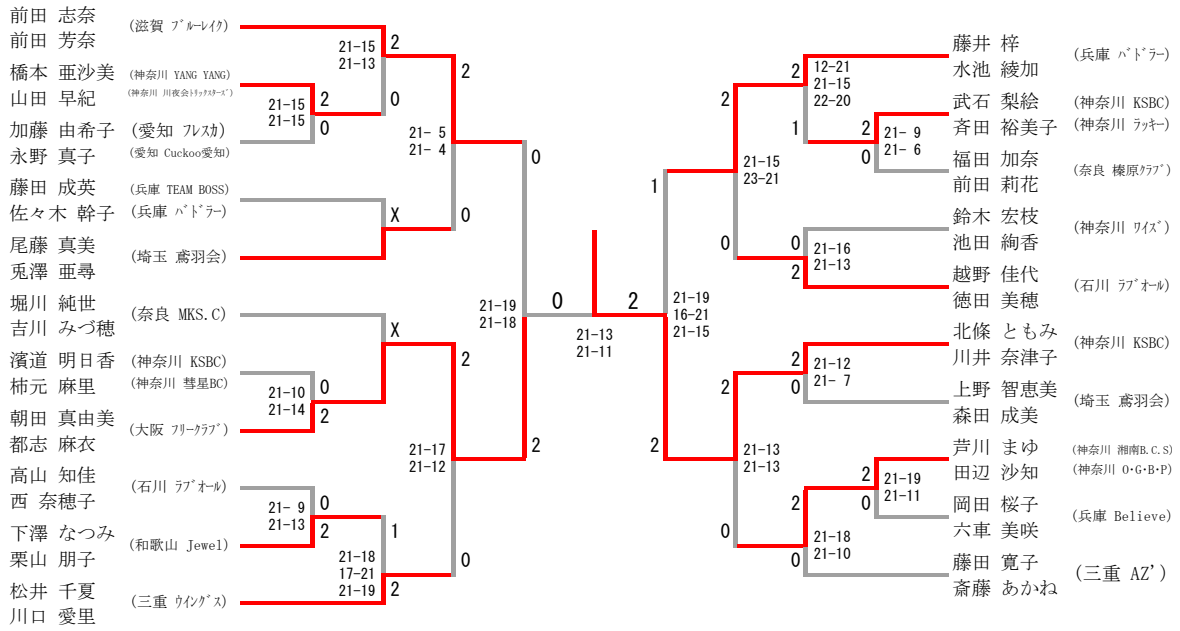 前田 志奈
前田 芳奈
(滋賀 ブルーレイク)
橋本 亜沙美 (神奈川 YANG YANG)
山田 早紀 (神奈川 川夜会トリックスターズ)
加藤 由希子 (愛知 フレスカ)
永野 真子 (愛知 Cuckoo愛知)
藤田 成英 (兵庫 TEAM BOSS)
佐々木 幹子 (兵庫 バドラー)
尾藤 真美
兎澤 亜尋
(埼玉 鳶羽会)
堀川 純世
吉川 みづ穂
(奈良 MKS.C)
濱道 明日香 (神奈川 KSBC)
柿元 麻里 (神奈川 彗星BC)
朝田 真由美
都志 麻衣
(大阪 フリークラブ)
高山 知佳
西 奈穂子
(石川 ラブオール)
下澤 なつみ
栗山 朋子
(和歌山 Jewel)
松井 千夏
川口 愛里
(三重 ウイングス)
21-15
21-15
2
0
21-15
21-13
2
0
21- 5
21- 4
2
0
X
X
21-10
21-14
0
2
21- 9
21-13
0
2
21-18
17-21
21-19
1
2
21-17
21-12
2
0
21-19
21-18
0
2
0
2
21-13
21-11
21-19
16-21
21-15
1
2
21-15
23-21
2
0
12-21
21-15
22-20
2
1
21- 9
21- 6
2
0
21-16
21-13
0
2
21-12
21- 7
2
0
21-13
21-13
2
0
21-19
21-11
2
0
21-18
21-10
2
0
藤井 梓
水池 綾加
(兵庫 バドラー)
武石 梨絵 (神奈川 KSBC)
斉田 裕美子 (神奈川 ラッキー)
福田 加奈
前田 莉花
(奈良 榛原クラブ)
鈴木 宏枝
池田 絢香
(神奈川 ワイズ)
越野 佳代
徳田 美穂
(石川 ラブオール)
北條 ともみ
川井 奈津子
(神奈川 KSBC)
上野 智恵美
森田 成美
(埼玉 鳶羽会)
芦川 まゆ (神奈川 湘南B.C.S)
田辺 沙知 (神奈川 O・G・B・P)
岡田 桜子
六車 美咲
(兵庫 Believe)
藤田 寛子
斎藤 あかね
(三重 AZ')